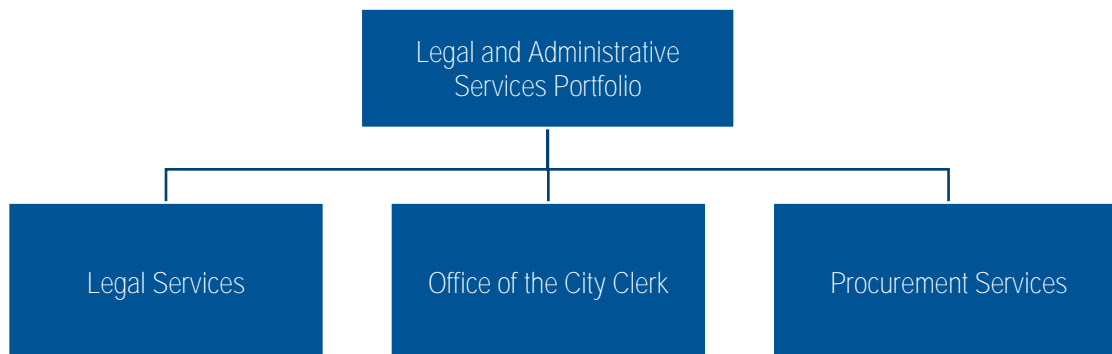 Legal and Administrative
Services Portfolio
Legal Services
Office of the City Clerk
Procurement Services